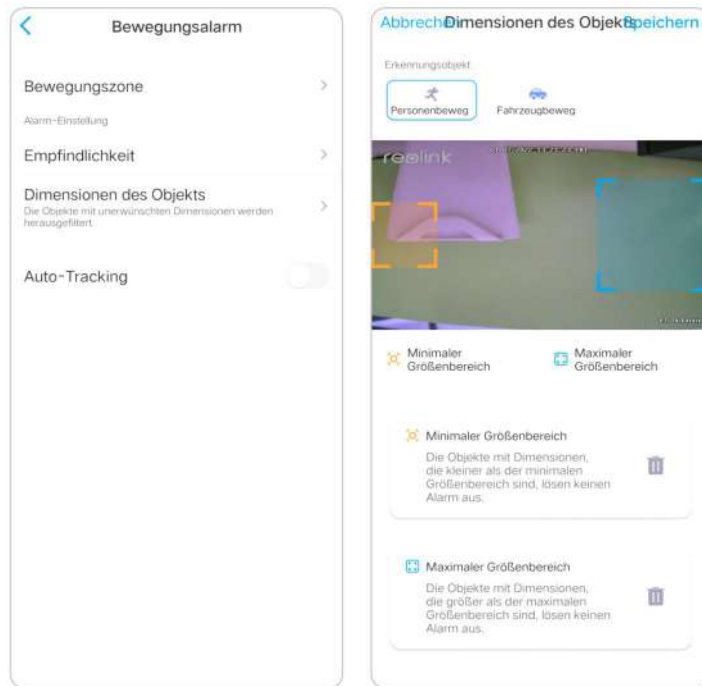 Bewegungsalarm
Bewegungszone
Alarm-Einstellung
Empfindlichkeit
Dimensionen des Objekts
Die Objekte mit unerwünschten Dimensionen werden
herausgefiltert
Auto-Tracking
Abbrechen Dimensionen des Objekts Speichern
Erkennungsobjekt
Personenbeweg Fahrzeugbeweg
reolink
Minimaler
Größenbereich
Maximaler
Größenbereich
Minimaler Größenbereich
Die Objekte mit Dimensionen,
die kleiner als der minimalen
Größenbereich sind, lösen keinen
Alarm aus.
Maximaler Größenbereich
Die Objekte mit Dimensionen,
die größer als der maximalen
Größenbereich sind, lösen keinen
Alarm aus.